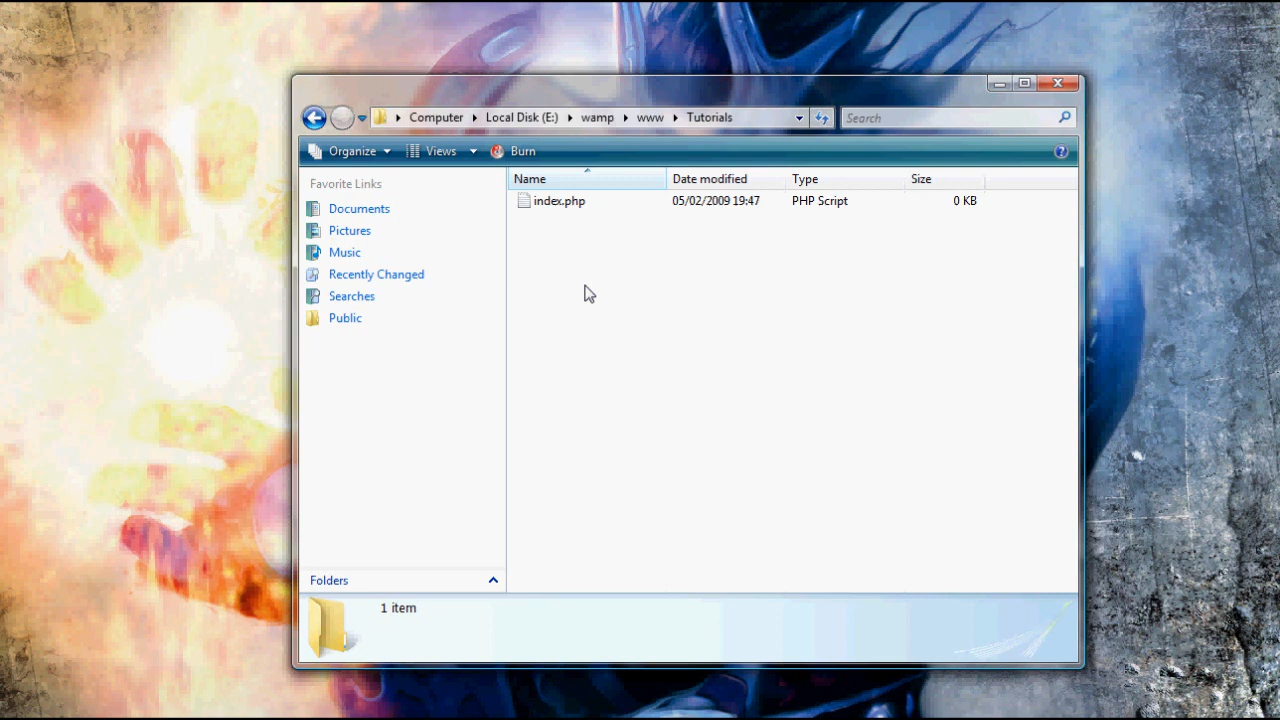 Computer Local Disk (E:) wamp www Tutorials Search
Organize Views Burn
Favorite Links
Documents
Pictures
Music
Recently Changed
Searches
Public
Folders
Name Date modified Type Size
index.php 05/02/2009 19:47 PHP Script 0 KB
1 item